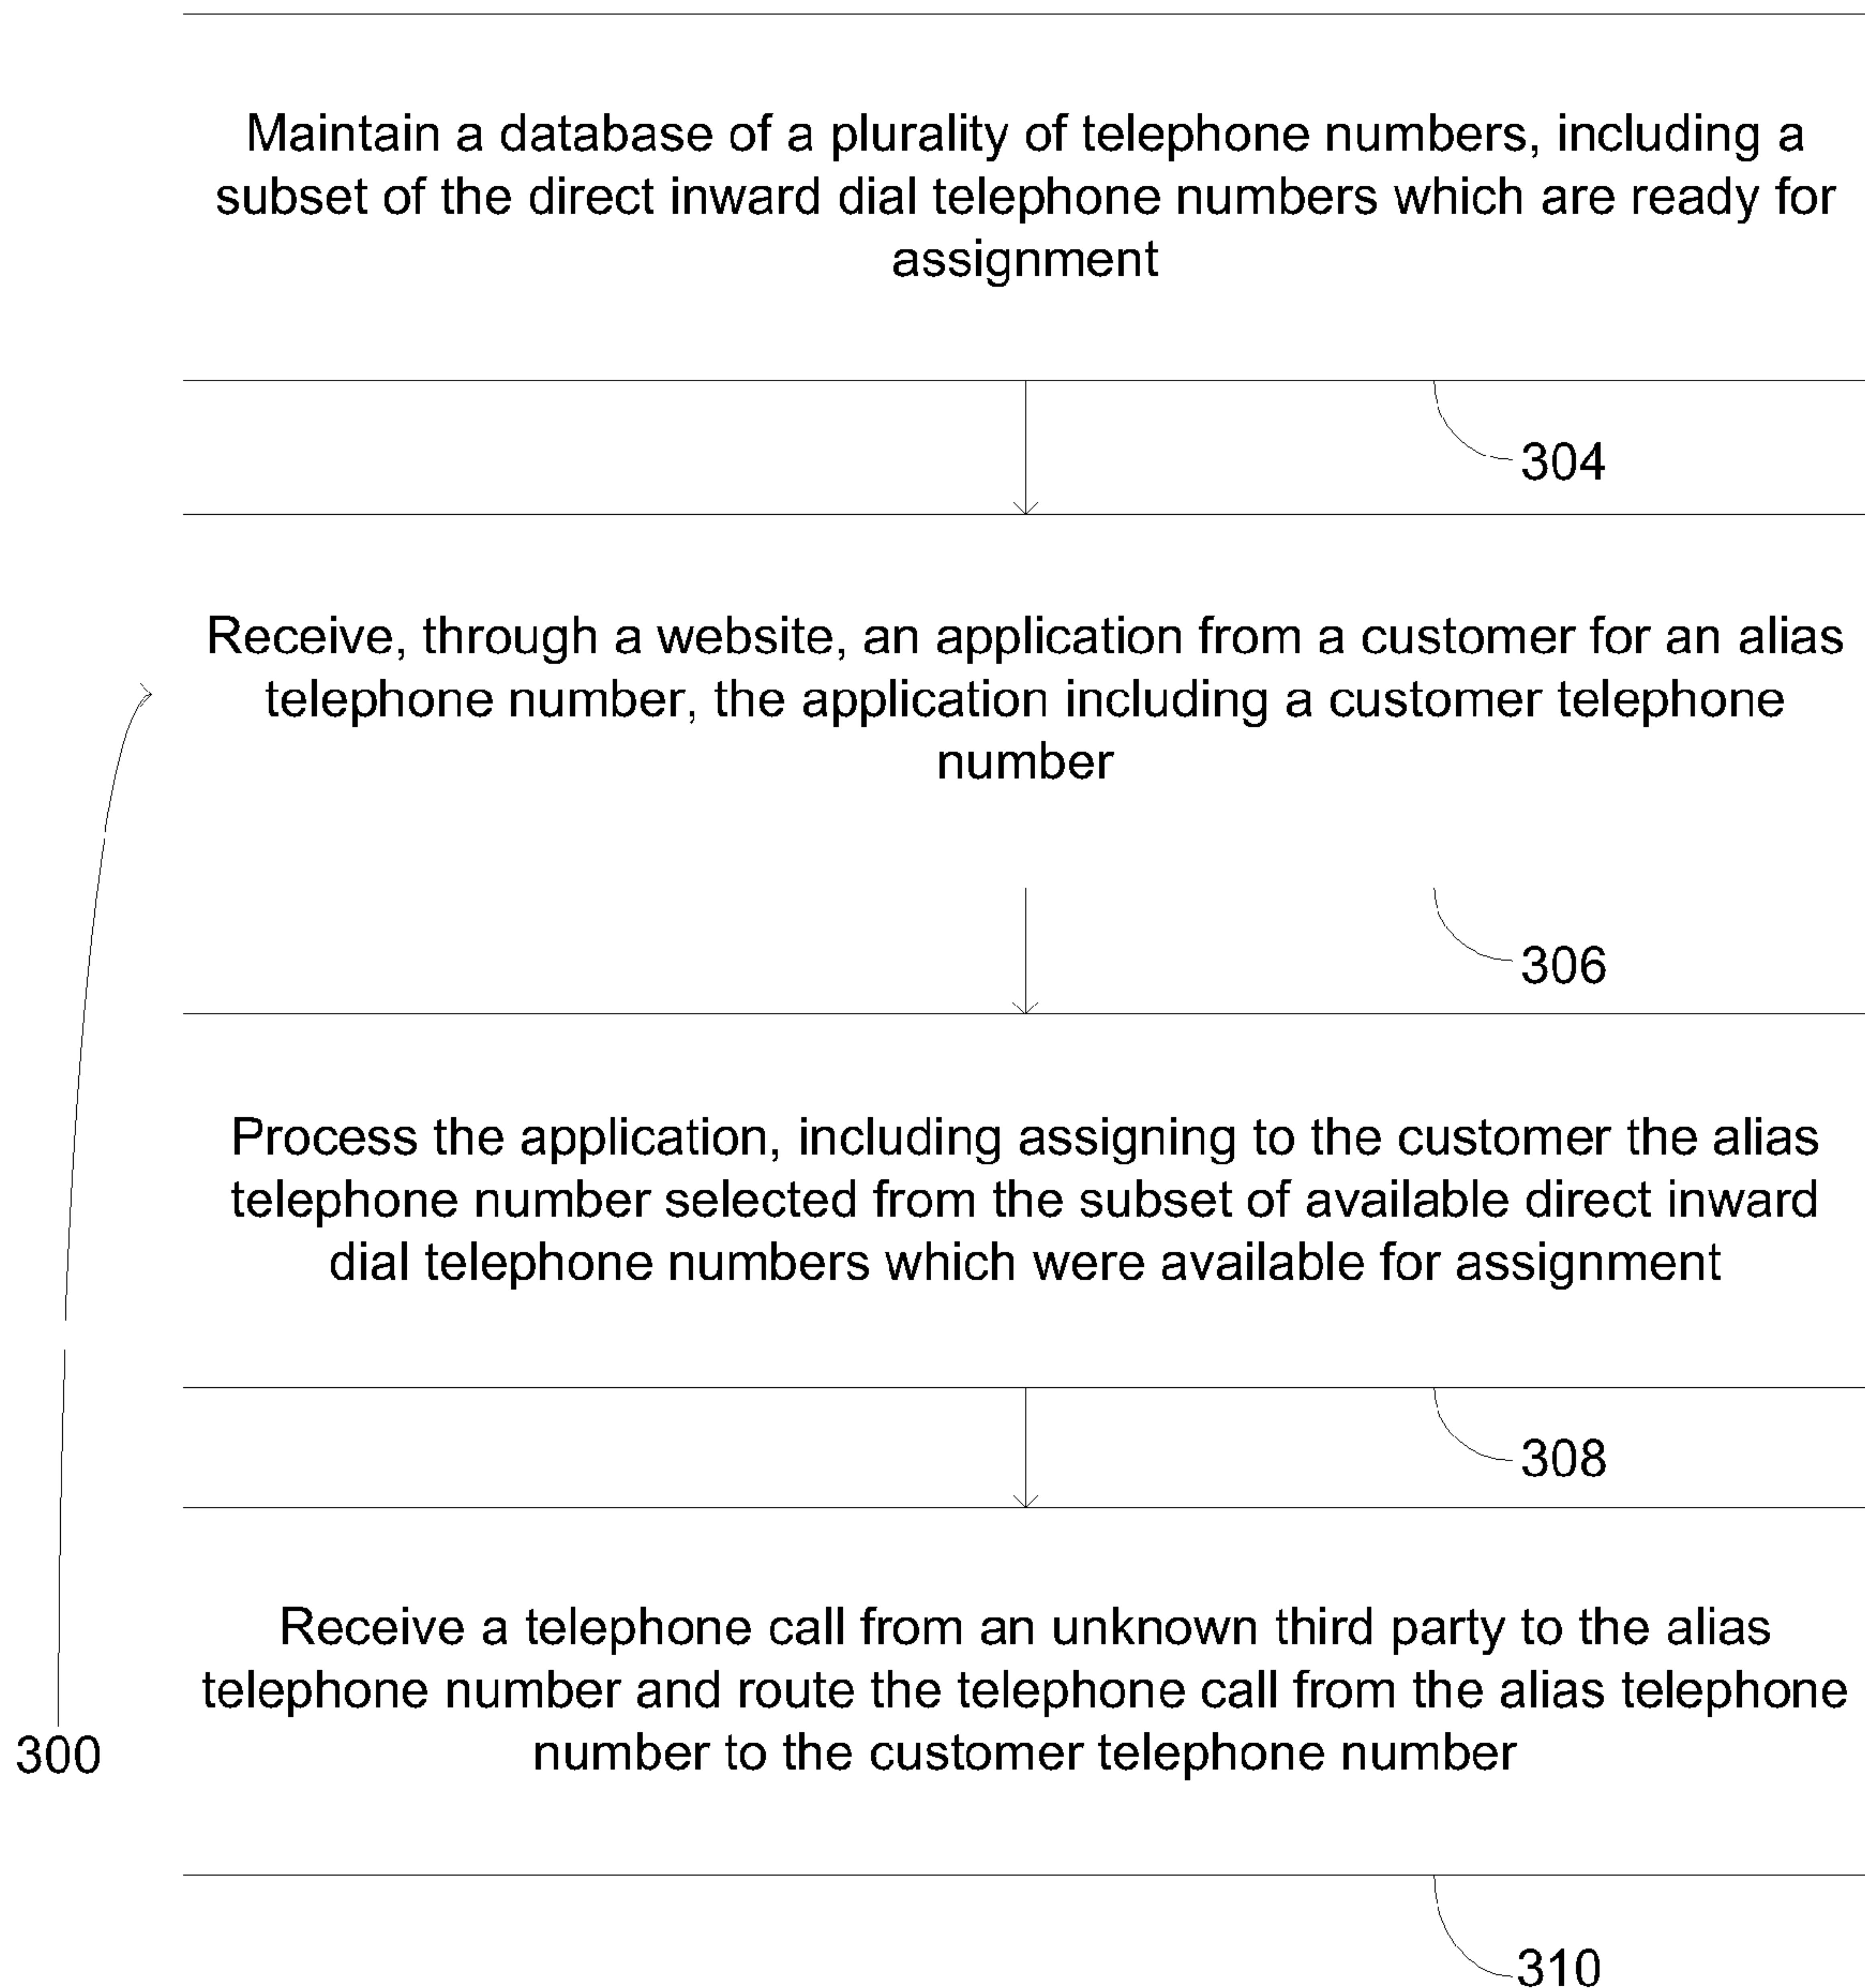 Maintain a database of a plurality of telephone numbers, including a
subset of the direct inward dial telephone numbers which are ready for
assignment
304
Receive, through a website, an application from a customer for an alias
telephone number, the application including a customer telephone
number
306
Process the application, including assigning to the customer the alias
telephone number selected from the subset of available direct inward
dial telephone numbers which were available for assignment
308
Receive a telephone call from an unknown third party to the alias
telephone number and route the telephone call from the alias telephone
number to the customer telephone number
300
310